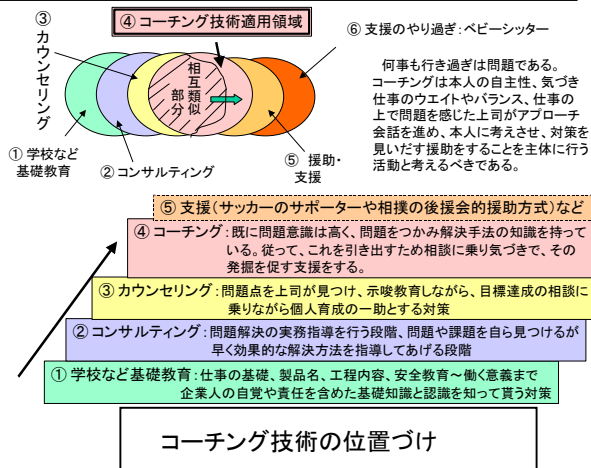 ③カウンセリング
④コーチング技術適用領域
⑥支援のやり過ぎ:ベビーシッター
相互類似
部分
何事も行き過ぎは問題である。
コーチングは本人の自主性、気づき
仕事のウエイトやバランス、仕事の
上で問題を感じた上司がアプローチ
会話を進め、本人に考えさせ、対策を
見いだす援助をすることを主体に行う
活動と考えるべきである。
①学校など
基礎教育
②コンサルティング
⑤ 援助・
支援
⑤支援(サッカーのサポーターや相撲の後援会的援助方式)など
④コーチング:既に問題意識は高く、問題をつかみ解決手法の知識を持って
いる。従って、これを引き出すため相談に乗り気づきで、その
発掘を促す支援をする。
③カウンセリング:問題点を上司が見つけ、示唆教育しながら、目標達成の相談に
乗りながら個人育成の一助とする対策
②コンサルティング:問題解決の実務指導を行う段階、問題や課題を自ら見つけるが
早く効果的な解決方法を指導してあげる段階
①学校など基礎教育:仕事の基礎、製品名、工程内容、安全教育~働く意義まで
企業人の自覚や責任を含めた基礎知識と認識を知って貰う対策
コーチング技術の位置づけ